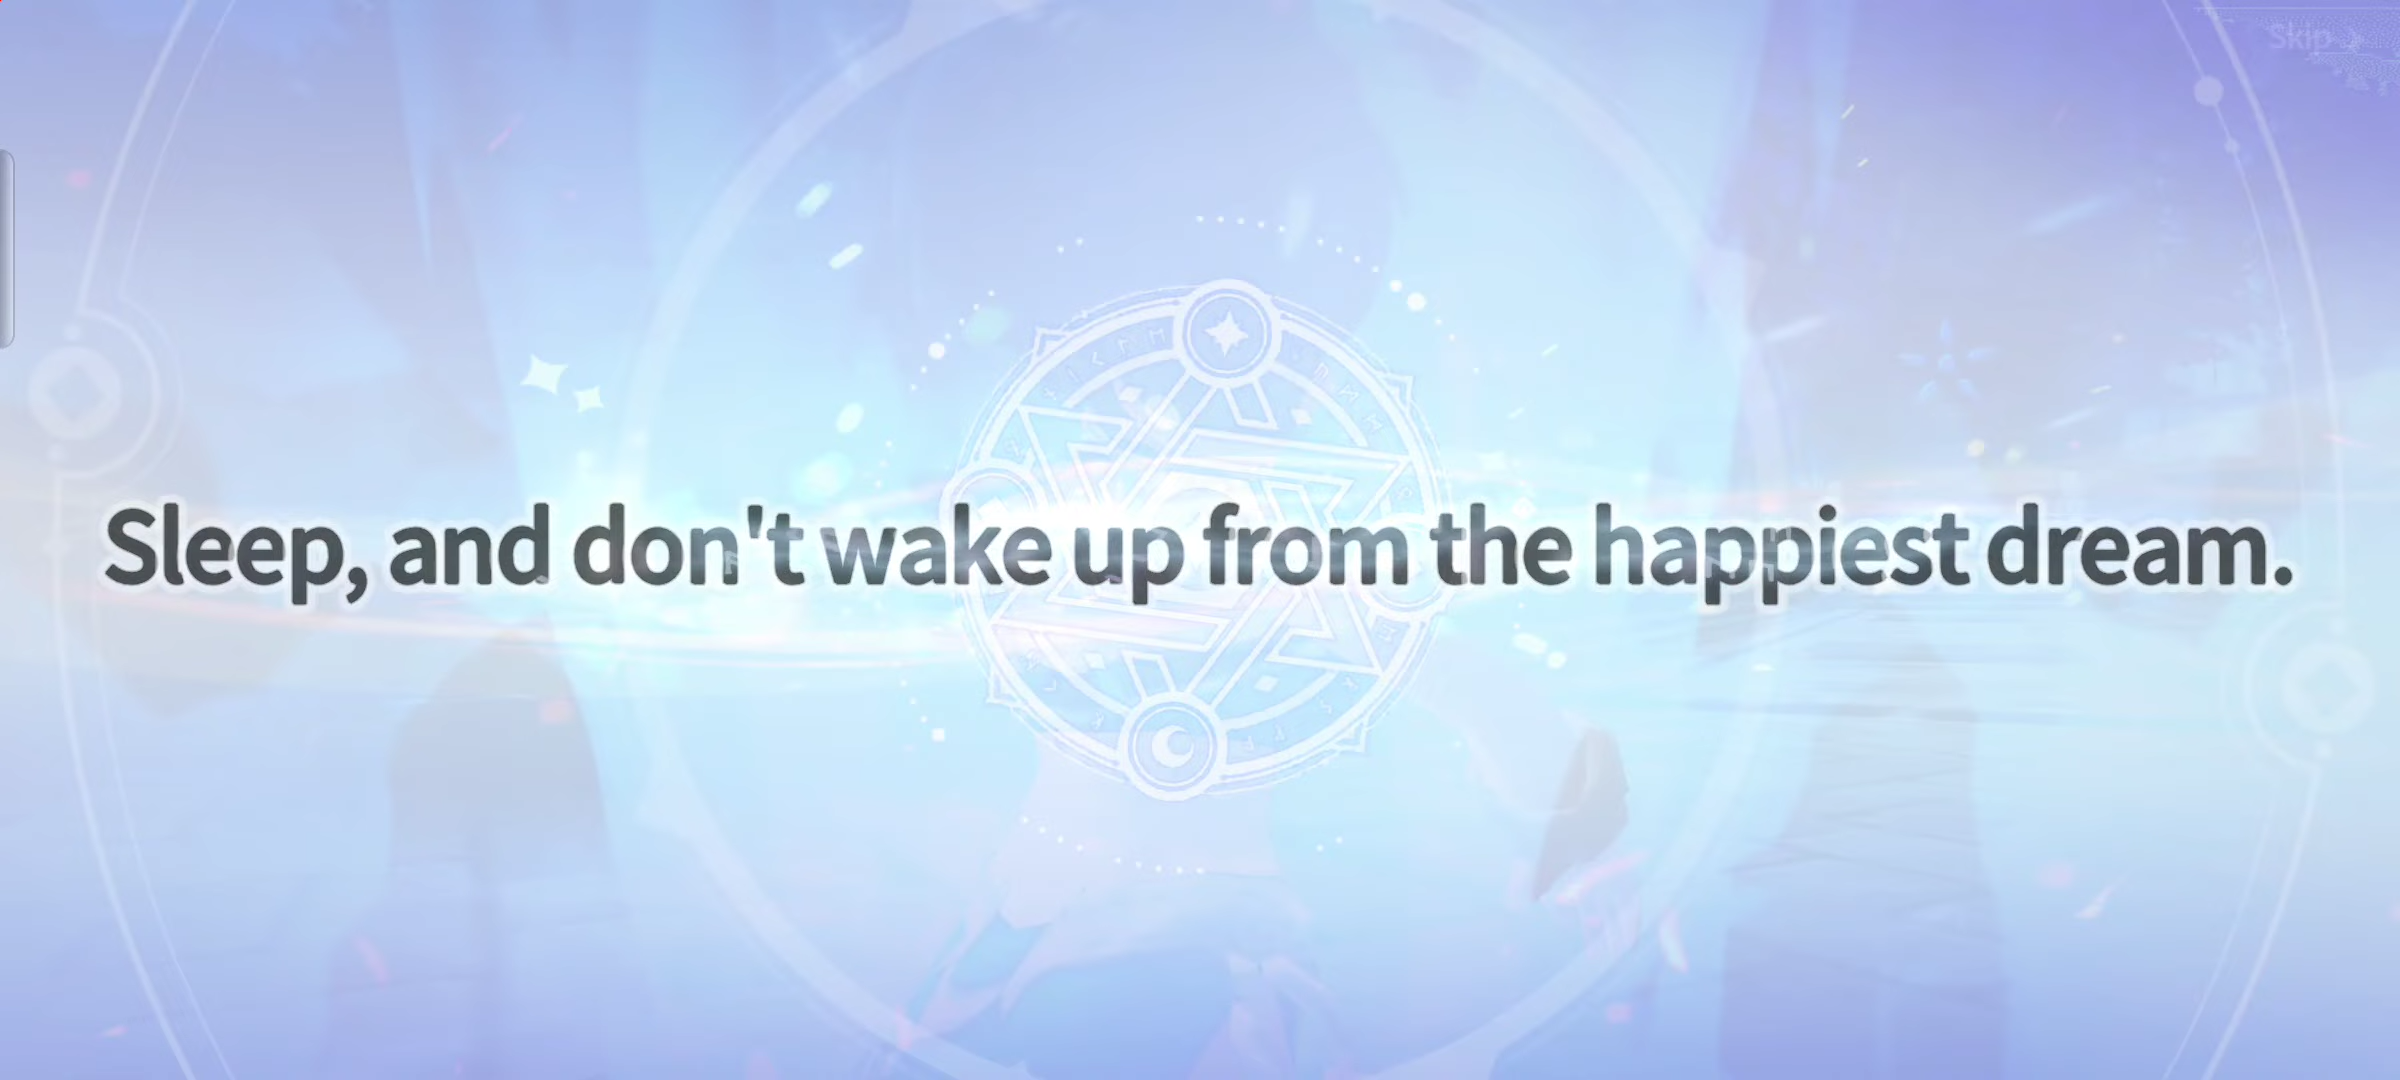 Skip
Sleep, and don't wake up from the happiest dream.